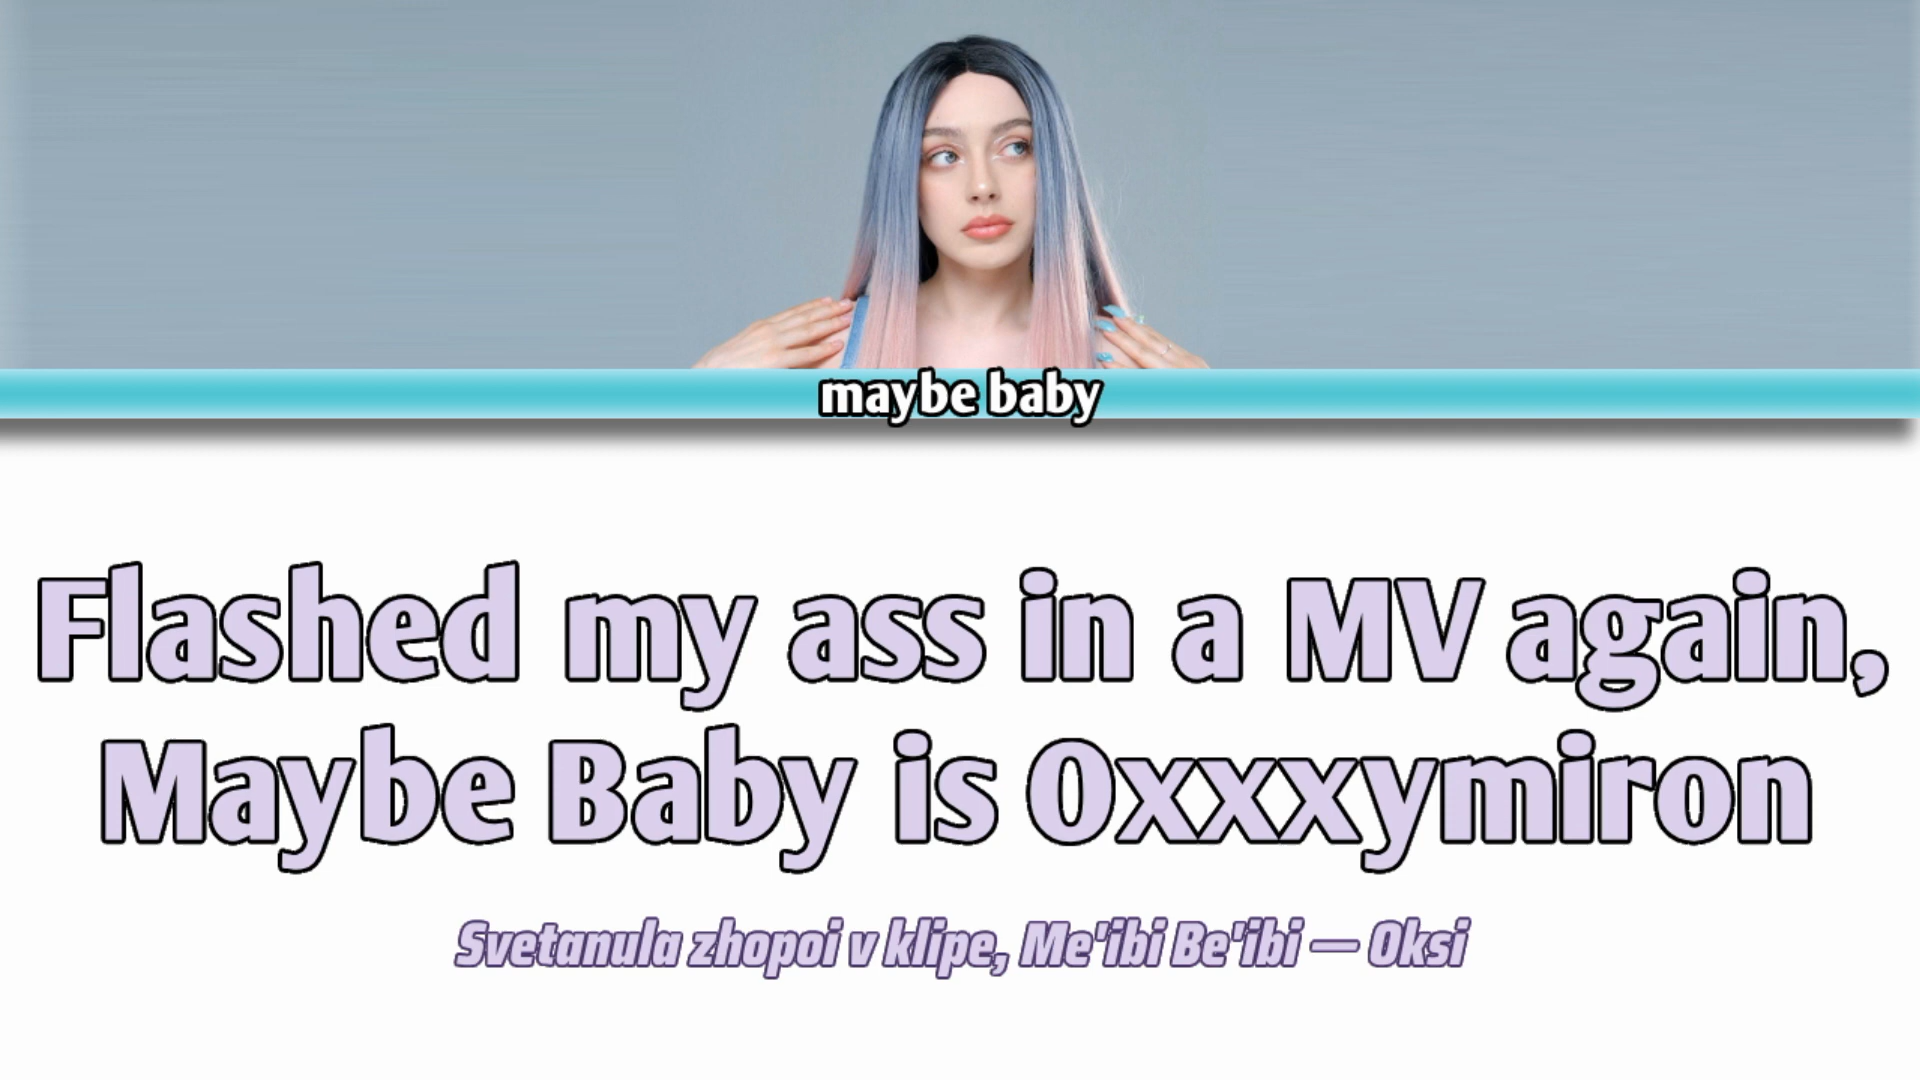 maybe baby
Flashed my ass in a MV again,
Maybe Baby is Oxxxymiron
Svetanula zhopoi v klipe, Me'ibi Be'ibi — Oksi